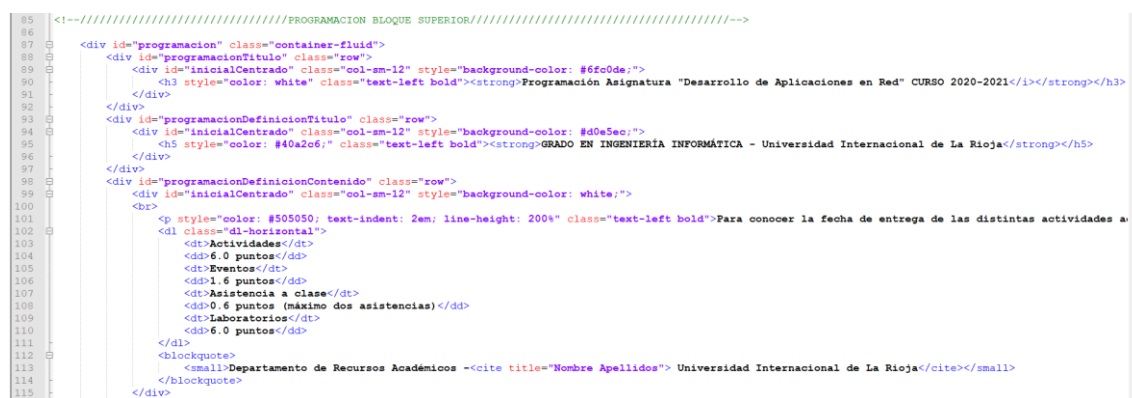 85 <!--////////////////////////////////PROGRAMACION BLOQUE SUPERIOR////////////////////////////////////////-->
86
87 <div id="programacion" class="container-fluid">
88 <div id="programacionTitulo" class="row">
89 <div id="inicialCentrado" class="col-sm-12" style="background-color: #6fc0de;">
90 <h3 style="color: white" class="text-left bold"><strong>Programación Asignatura "Desarrollo de Aplicaciones en Red" CURSO 2020-2021</i></strong></h3>
91 </div>
92 </div>
93 <div id="programacionDefinicionTitulo" class="row">
94 <div id="inicialCentrado" class="col-sm-12" style="background-color: #d0e5ec;">
95 <h5 style="color: #40a2c6;" class="text-left bold"><strong>GRADO EN INGENIERÍA INFORMÁTICA - Universidad Internacional de La Rioja</strong></h5>
96 </div>
97 </div>
98 <div id="programacionDefinicionContenido" class="row">
99 <div id="inicialCentrado" class="col-sm-12" style="background-color: white;">
100 <br>
101 <p style="color: #505050; text-indent: 2em; line-height: 200%" class="text-left bold">Para conocer la fecha de entrega de las distintas actividades
102 <dl class="dl-horizontal">
103 <dt>Actividades</dt>
104 <dd>6.0 puntos</dd>
105 <dt>Eventos</dt>
106 <dd>1.6 puntos</dd>
107 <dt>Asistencia a clase</dt>
108 <dd>0.6 puntos (máximo dos asistencias)</dd>
109 <dt>Laboratorios</dt>
110 <dd>6.0 puntos</dd>
111 </dl>
112 <blockquote>
113 <small>Departamento de Recursos Académicos -<cite title="Nombre Apellidos"> Universidad Internacional de La Rioja</cite></small>
114 </blockquote>
115 </div>